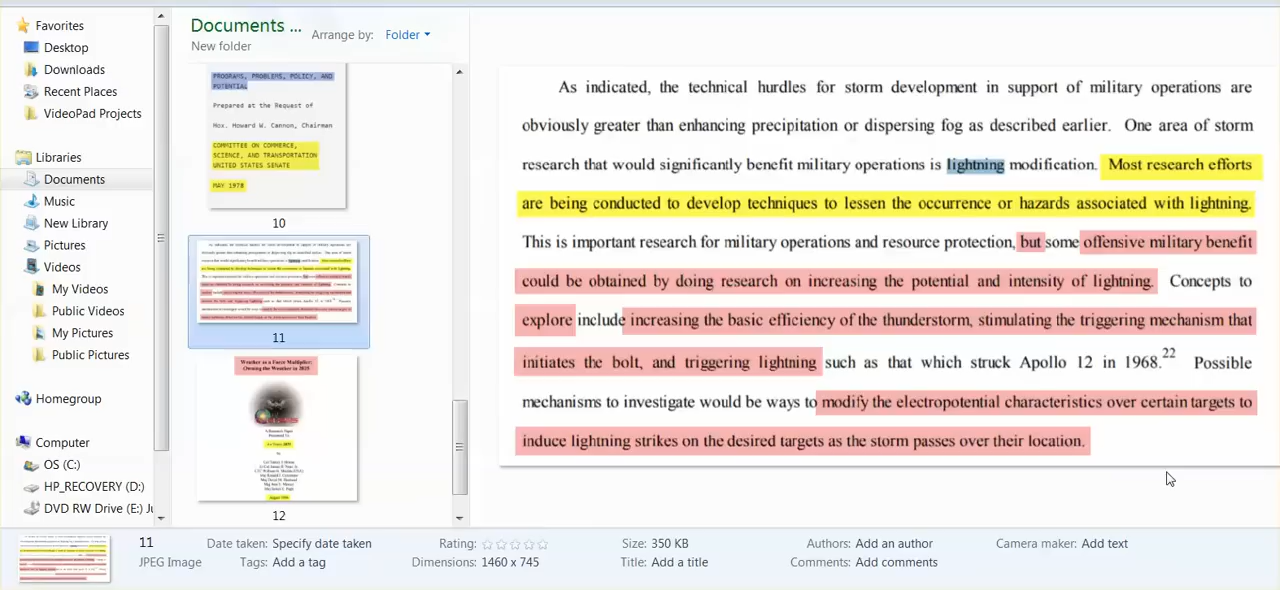 Favorites
Desktop
Downloads
Recent Places
VideoPad Projects
Libraries
Documents
Music
New Library
Pictures
Videos
My Videos
Public Videos
My Pictures
Public Pictures
Homegroup
Computer
OS (C:)
HP_RECOVERY (D:)
DVD RW Drive (E:)
Documents ...
New folder
Arrange by: Folder
PROGRAMS, PROBLEMS, POLICY, AND
POTENTIAL
Prepared at the Request of
Hon. Howard W. Cannon, Chairman
COMMITTEE ON COMMERCE,
SCIENCE, AND TRANSPORTATION
UNITED STATES SENATE
MAY 1978
10
11
Weather as a Force Multiplier:
Owning the Weather in 2025
August 1996
12
As indicated, the technical hurdles for storm development in support of military operations are
obviously greater than enhancing precipitation or dispersing fog as described earlier. One area of storm
research that would significantly benefit military operations is lightning modification. Most research efforts
are being conducted to develop techniques to lessen the occurrence or hazards associated with lightning.
This is important research for military operations and resource protection, but some offensive military benefit
could be obtained by doing research on increasing the potential and intensity of lightning. Concepts to
explore include increasing the basic efficiency of the thunderstorm, stimulating the triggering mechanism that
initiates the bolt, and triggering lightning such as that which struck Apollo 12 in 1968.22 Possible
mechanisms to investigate would be ways to modify the electropotential characteristics over certain targets to
induce lightning strikes on the desired targets as the storm passes over their location.
11 Date taken: Specify date taken Rating: Size: 350 KB Authors: Add an author Camera maker: Add text
JPEG Image Tags: Add a tag Dimensions: 1460 x 745 Title: Add a title Comments: Add comments